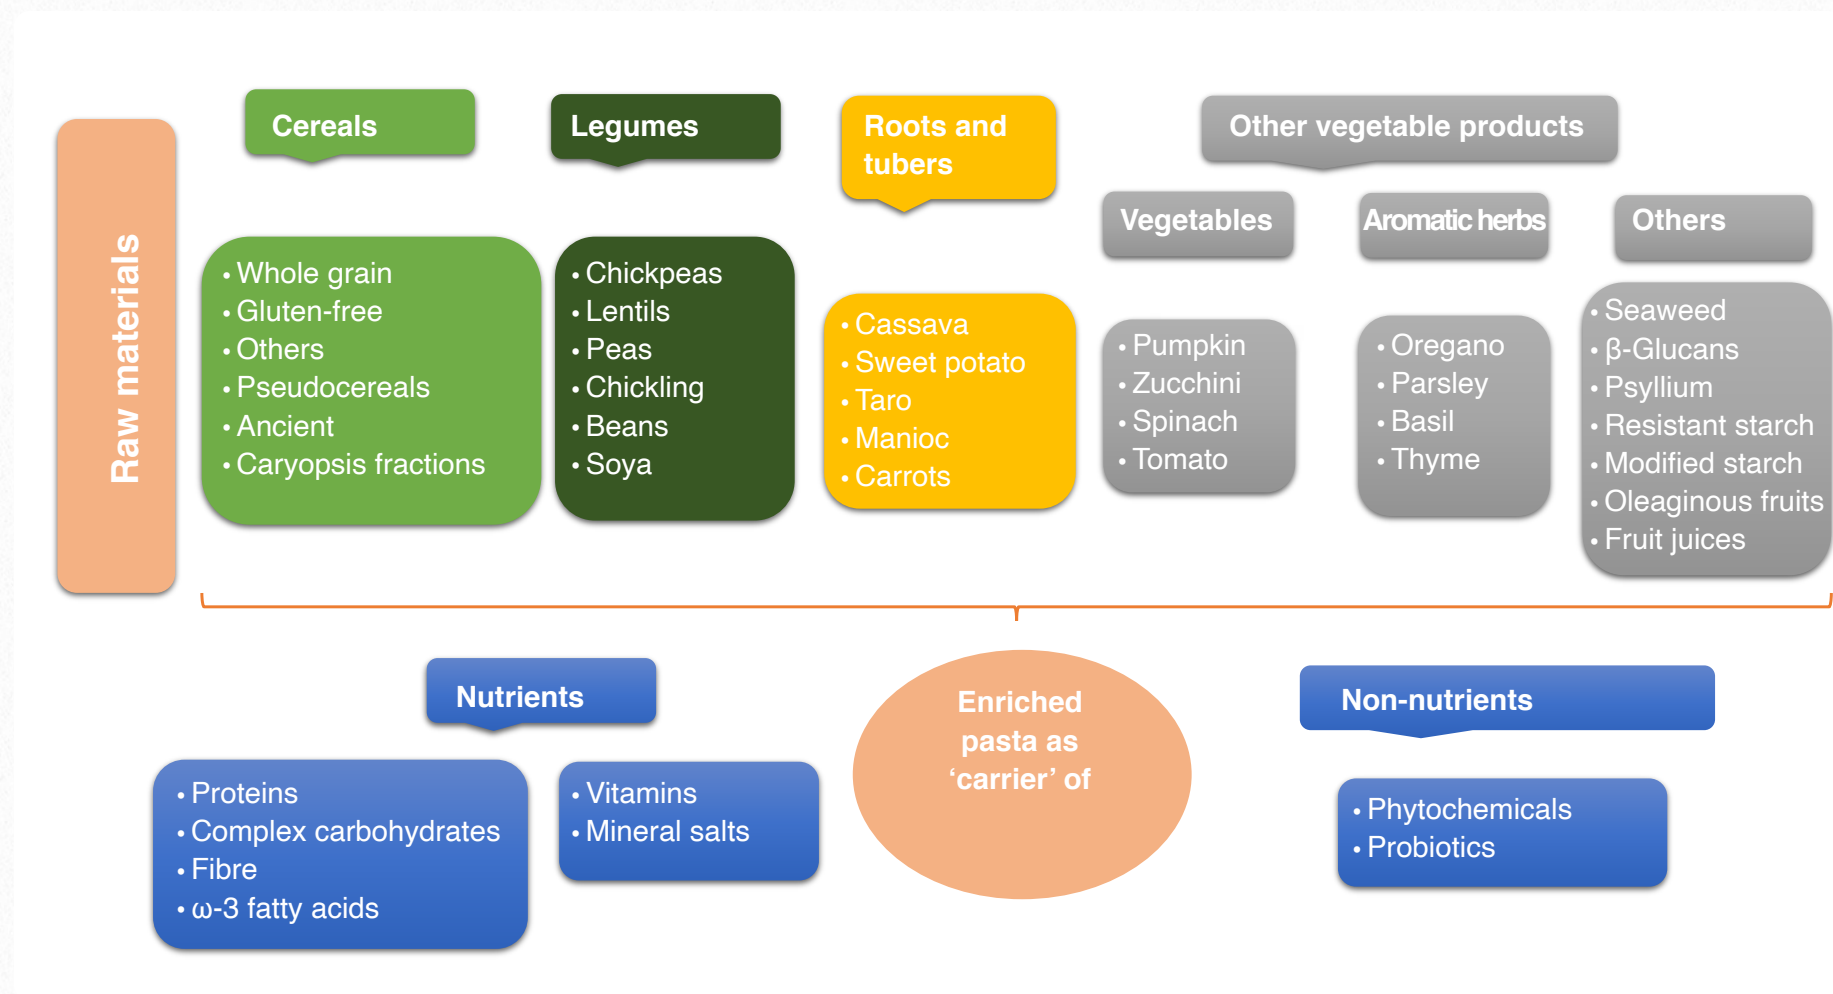 Raw materials
Cereals
• Whole grain
• Gluten-free
• Others
• Pseudocereals
• Ancient
• Caryopsis fractions
Legumes
• Chickpeas
• Lentils
• Peas
• Chickling
• Beans
• Soya
Roots and
tubers
• Cassava
• Sweet potato
• Taro
• Manioc
• Carrots
Other vegetable products
Vegetables
• Pumpkin
• Zucchini
• Spinach
• Tomato
Aromatic herbs
• Oregano
• Parsley
• Basil
• Thyme
Others
• Seaweed
• β-Glucans
• Psyllium
• Resistant starch
• Modified starch
• Oleaginous fruits
• Fruit juices
Enriched
pasta as
‘carrier’ of
Nutrients
• Proteins
• Complex carbohydrates
• Fibre
• ω-3 fatty acids
• Vitamins
• Mineral salts
Non-nutrients
• Phytochemicals
• Probiotics